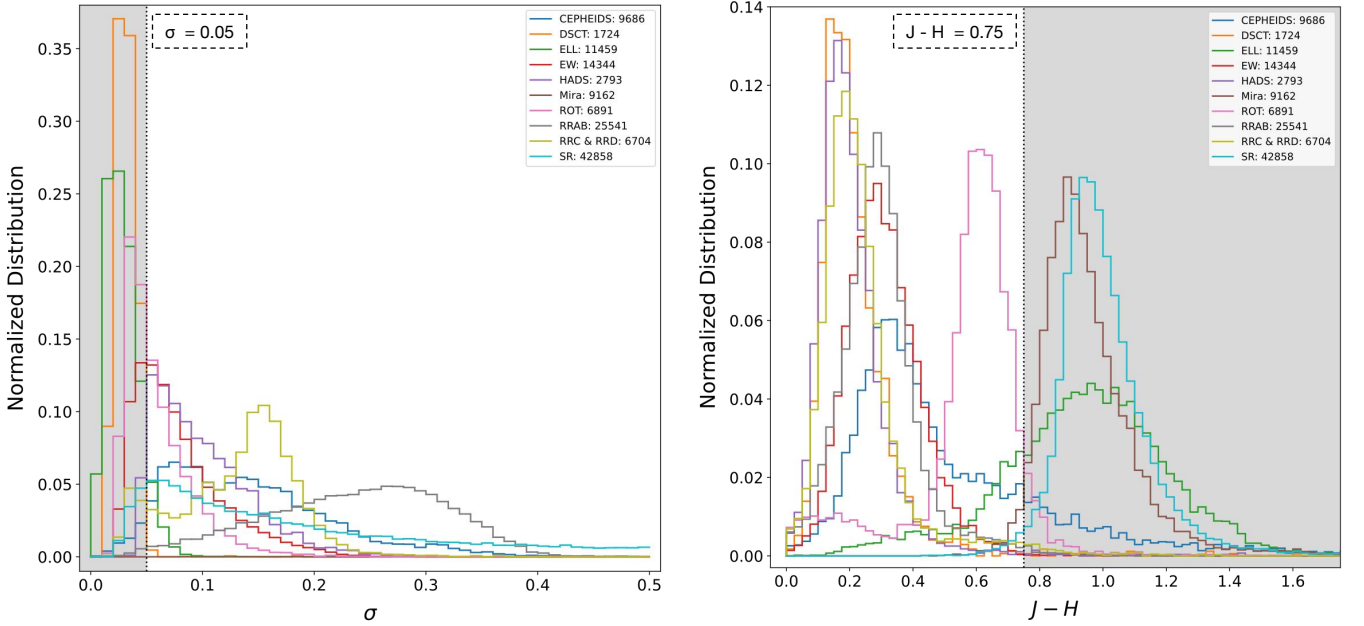 σ = 0.05
CEPHEIDS: 9686
DSCT: 1724
ELL: 11459
EW: 14344
HADS: 2793
Mira: 9162
ROT: 6891
RRAB: 25541
RRC & RRD: 6704
SR: 42858
Normalized Distribution
0.35
0.30
0.25
0.20
0.15
0.10
0.05
0.00
0.0 0.1 0.2 0.3 0.4 0.5
σ
J - H = 0.75
CEPHEIDS: 9686
DSCT: 1724
ELL: 11459
EW: 14344
HADS: 2793
Mira: 9162
ROT: 6891
RRAB: 25541
RRC & RRD: 6704
SR: 42858
Normalized Distribution
0.14
0.12
0.10
0.08
0.06
0.04
0.02
0.00
0.0 0.2 0.4 0.6 0.8 1.0 1.2 1.4 1.6
J − H